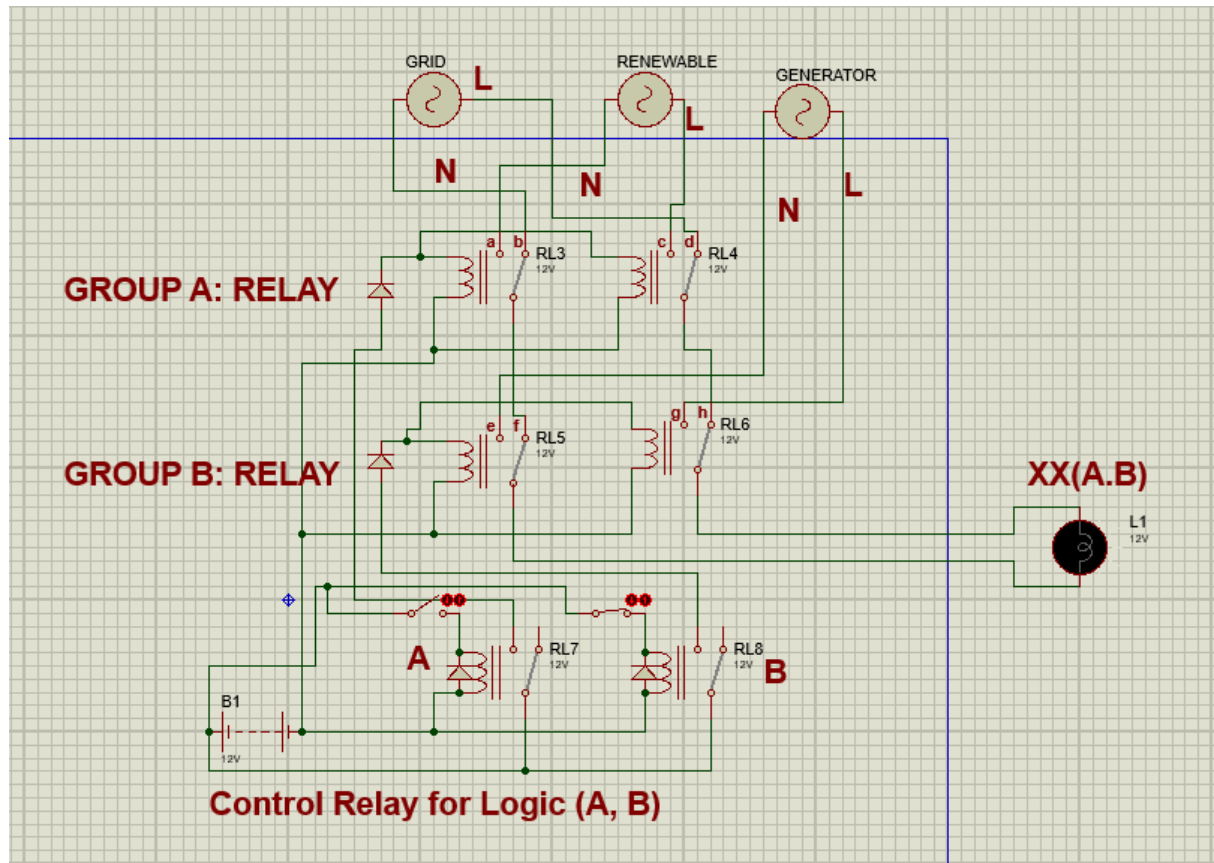 GRID
RENEWABLE
GENERATOR
L
L
N
N
L
N
a b
RL3
12V
c d
RL4
12V
GROUP A: RELAY
e f
RL5
12V
g h
RL6
12V
GROUP B: RELAY
XX(A.B)
L1
12V
A
RL7
12V
RL8
12V
B
B1
12V
Control Relay for Logic (A, B)